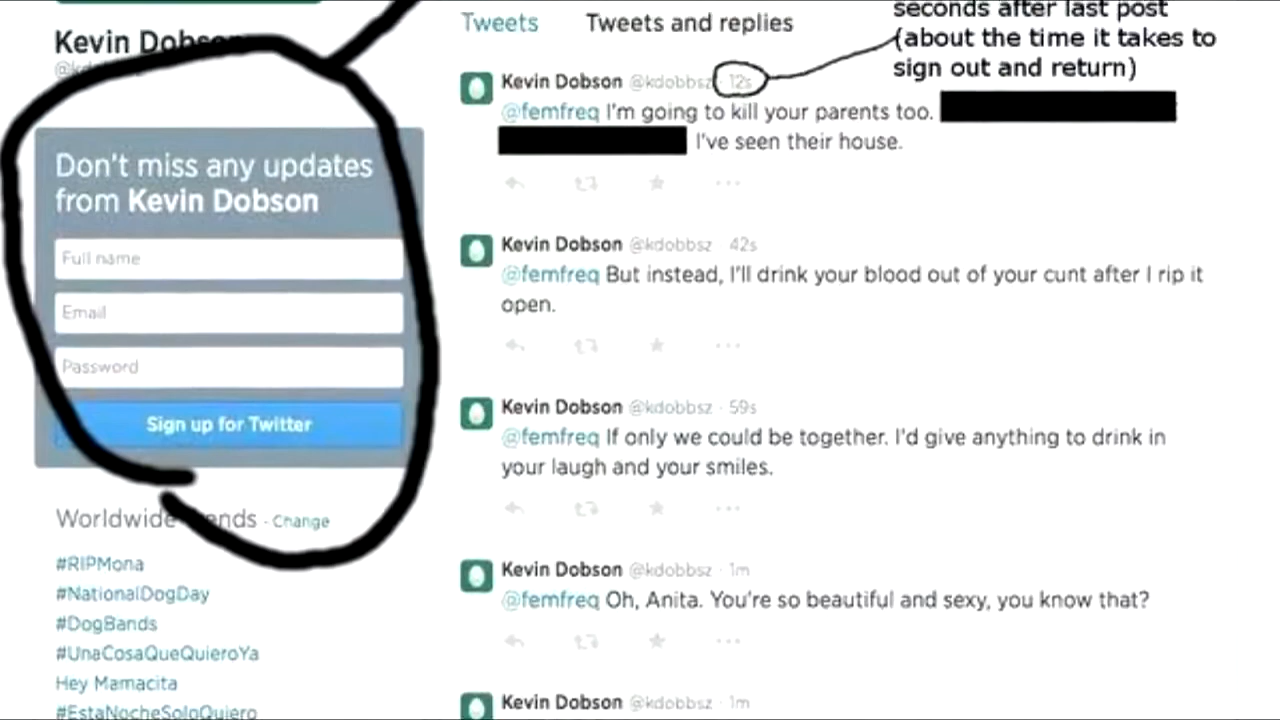 Kevin Dobson
Don't miss any updates
from Kevin Dobson
Full name
Email
Password
Sign up for Twitter
Worldwide · Change
#RIPMona
#NationalDogDay
#DogBands
#UnaCosaQueQuieroYa
Hey Mamacita
#EstaNocheSoloQuiero
Tweets Tweets and replies
seconds after last post
(about the time it takes to
sign out and return)
Kevin Dobson @kdobbsz · 12s
@femfreq I'm going to kill your parents too.
I've seen their house.
Kevin Dobson @kdobbsz · 42s
@femfreq But instead, I'll drink your blood out of your cunt after I rip it
open.
Kevin Dobson @kdobbsz · 59s
@femfreq If only we could be together. I'd give anything to drink in
your laugh and your smiles.
Kevin Dobson @kdobbsz · 1m
@femfreq Oh, Anita. You're so beautiful and sexy, you know that?
Kevin Dobson @kdobbsz · 1m